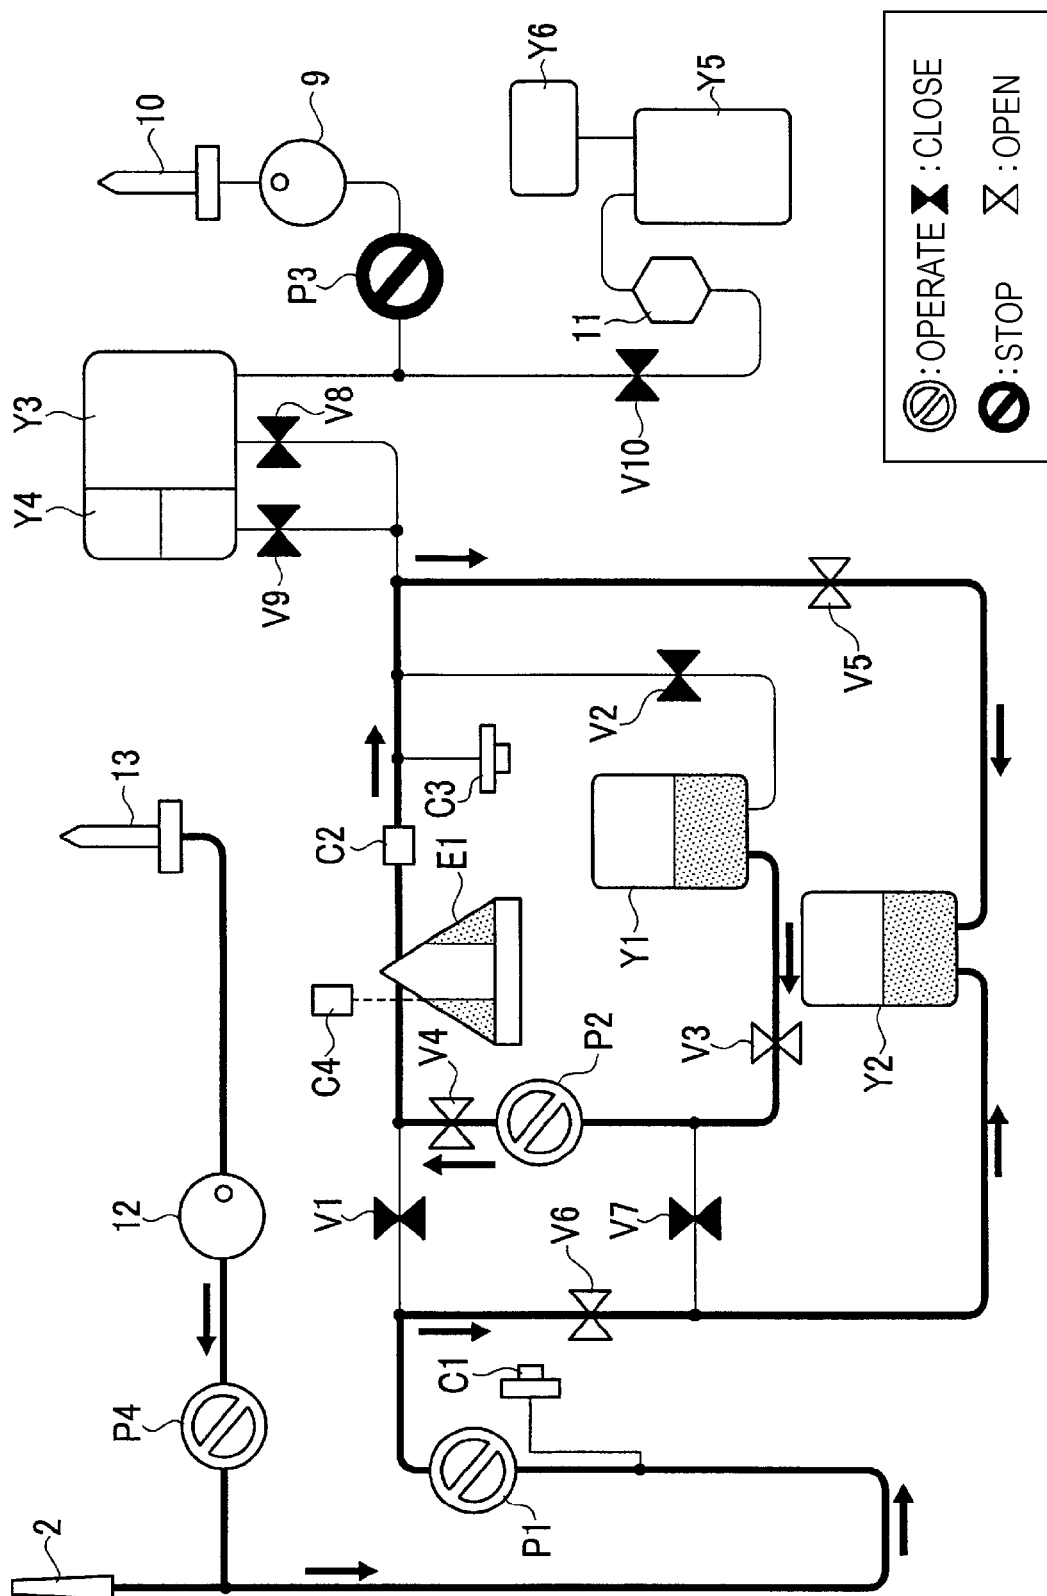 Y4
Y3
2
P4
12
13
10
V9
P3
9
V1
C4
C2
V8
C1
V4
E1
C3
P1
Y6
V6
11
P2
V2
V7
Y1
V10
V3
Y5
V5
Y2
:OPERATE :CLOSE
:STOP :OPEN